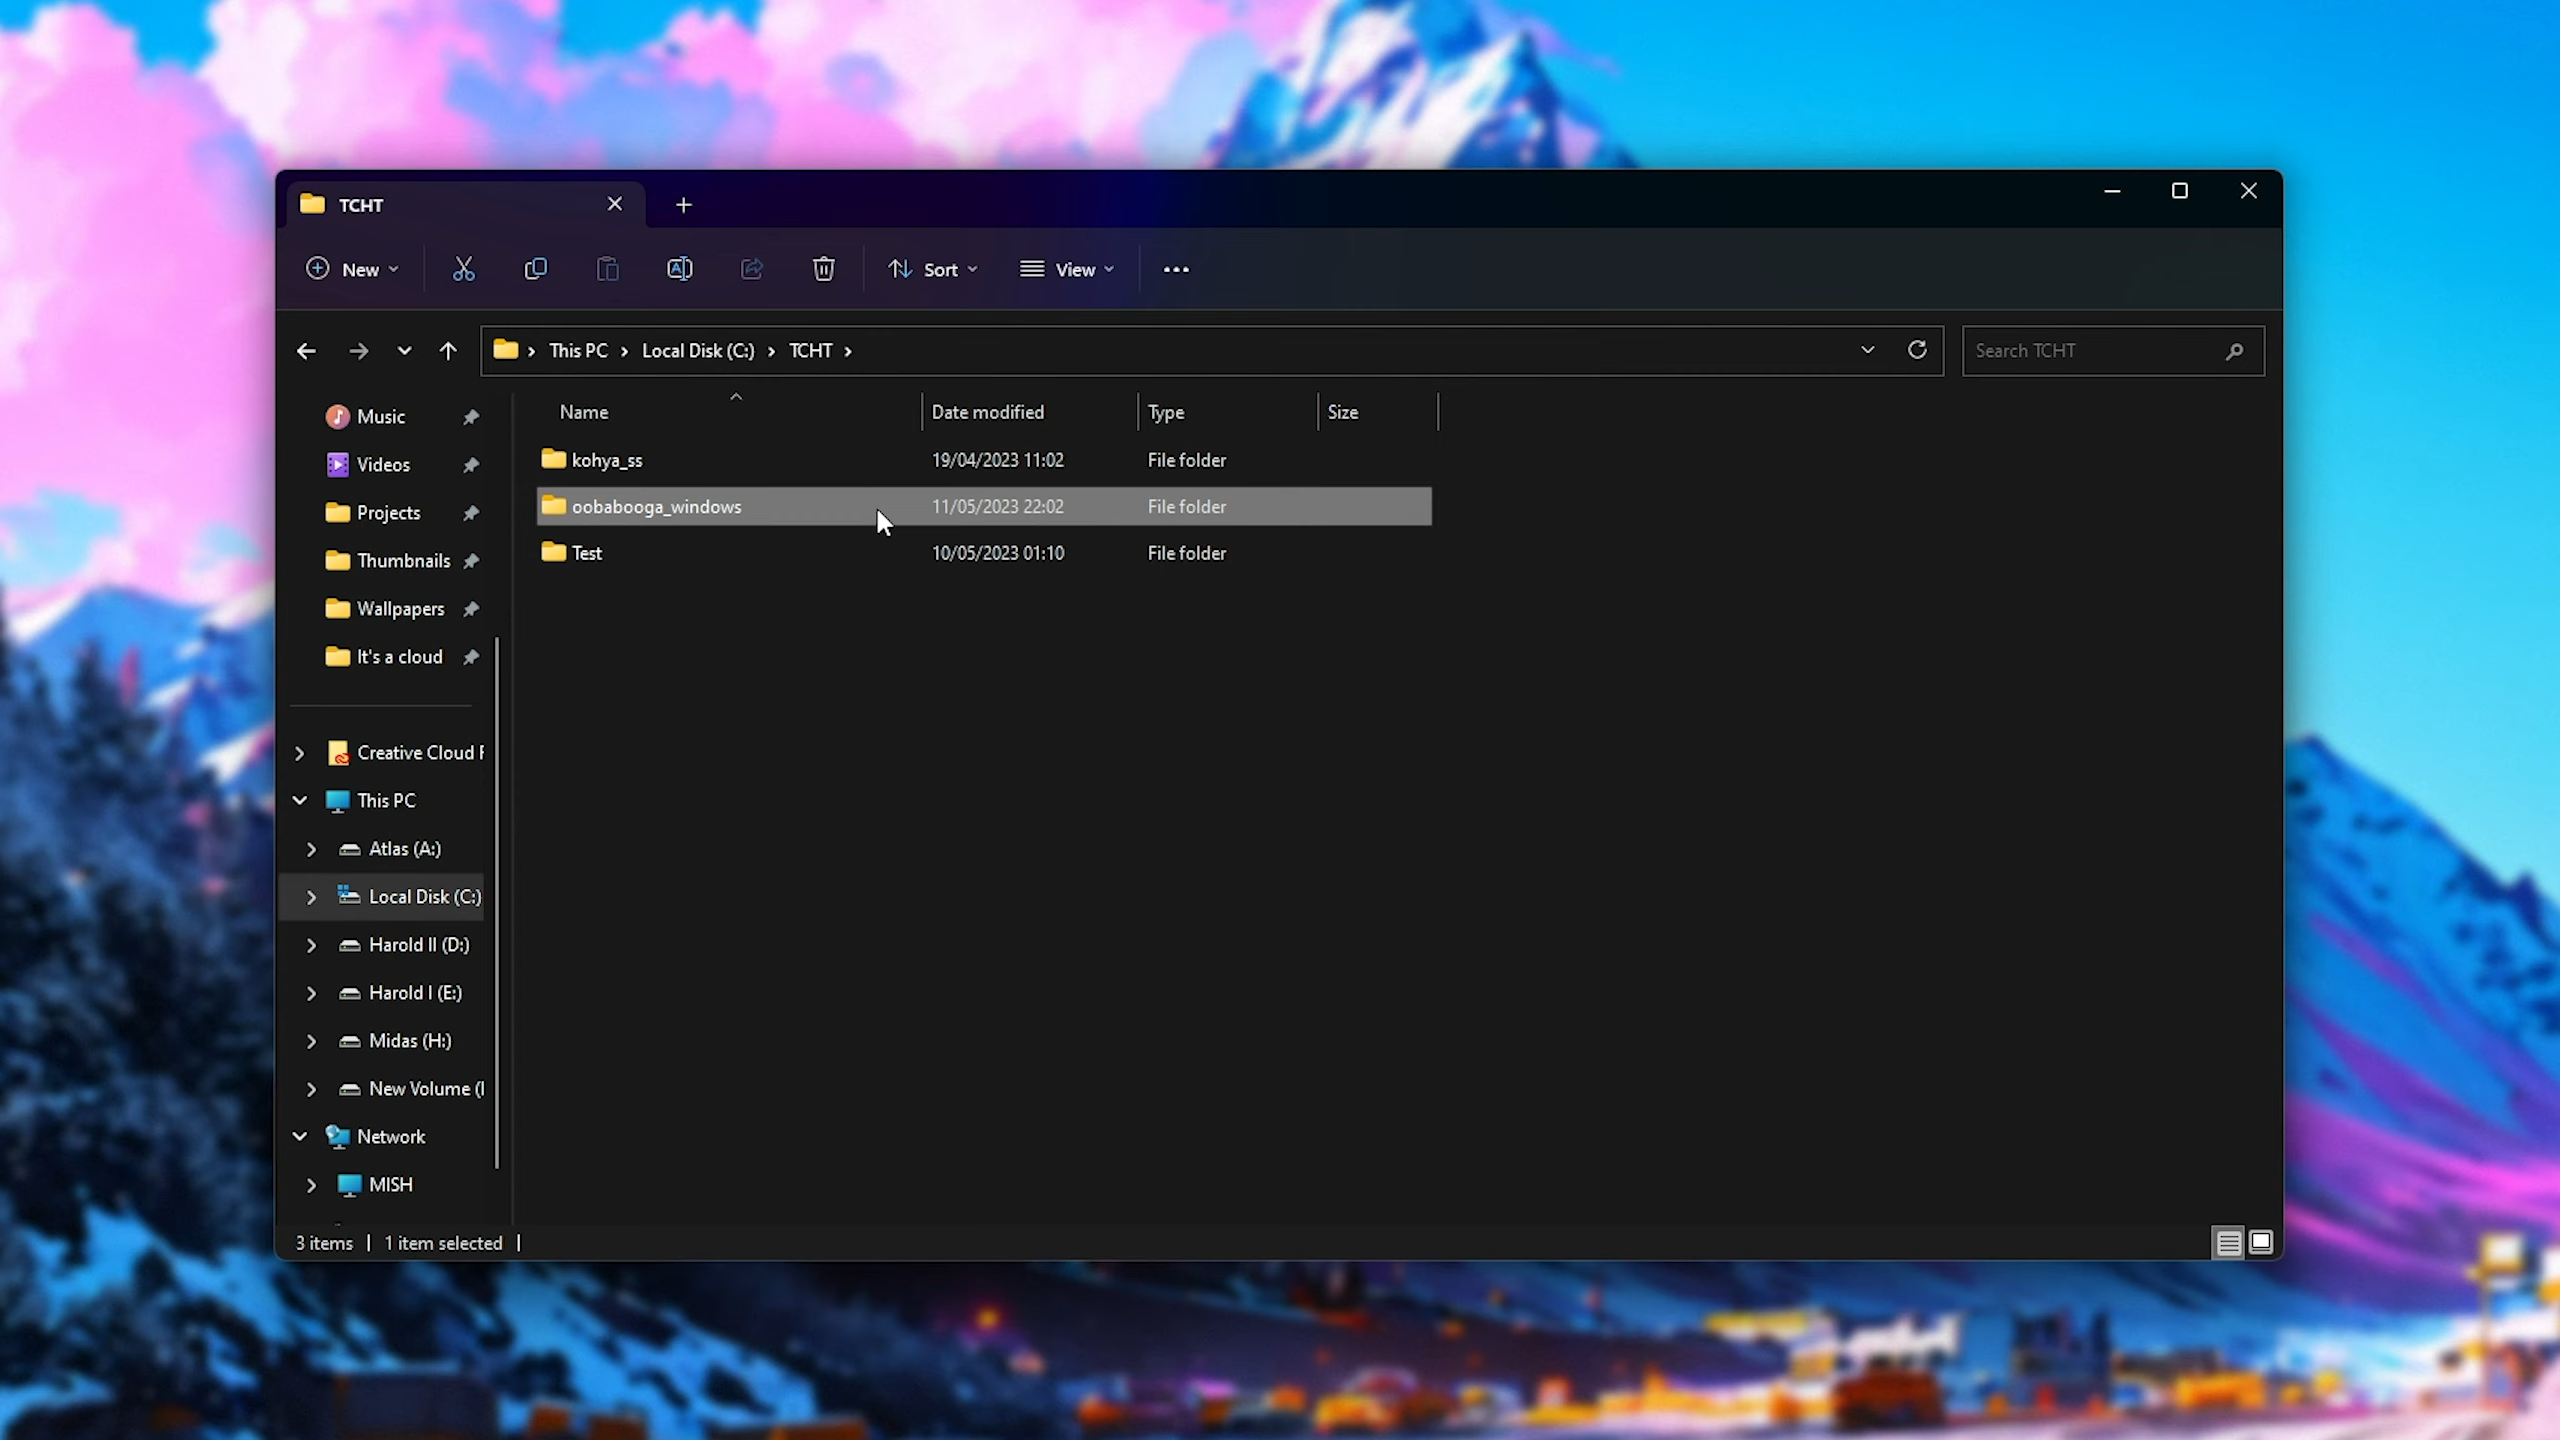 TCHT
New
Sort
View
This PC
Local Disk (C:)
TCHT
Search TCHT
Name
Date modified
Type
Size
kohya_ss
19/04/2023 11:02
File folder
oobabooga_windows
11/05/2023 22:02
File folder
Test
10/05/2023 01:10
File folder
Music
Videos
Projects
Thumbnails
Wallpapers
It's a cloud
Creative Cloud F
This PC
Atlas (A:)
Local Disk (C:)
Harold II (D:)
Harold I (E:)
Midas (H:)
New Volume (
Network
MISH
3 items
1 item selected